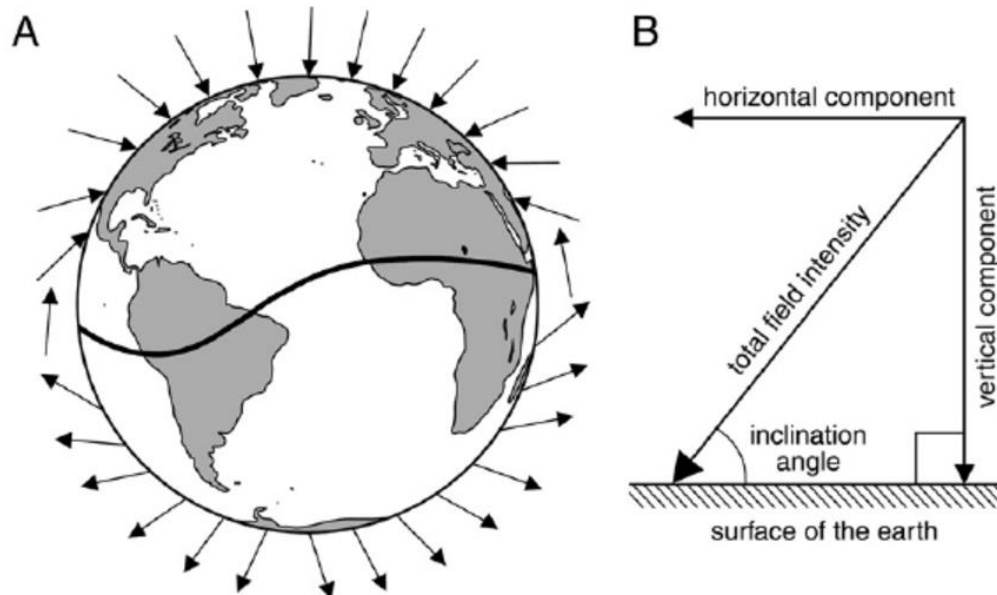 A
B
horizontal component
total field intensity
vertical component
inclination
angle
surface of the earth